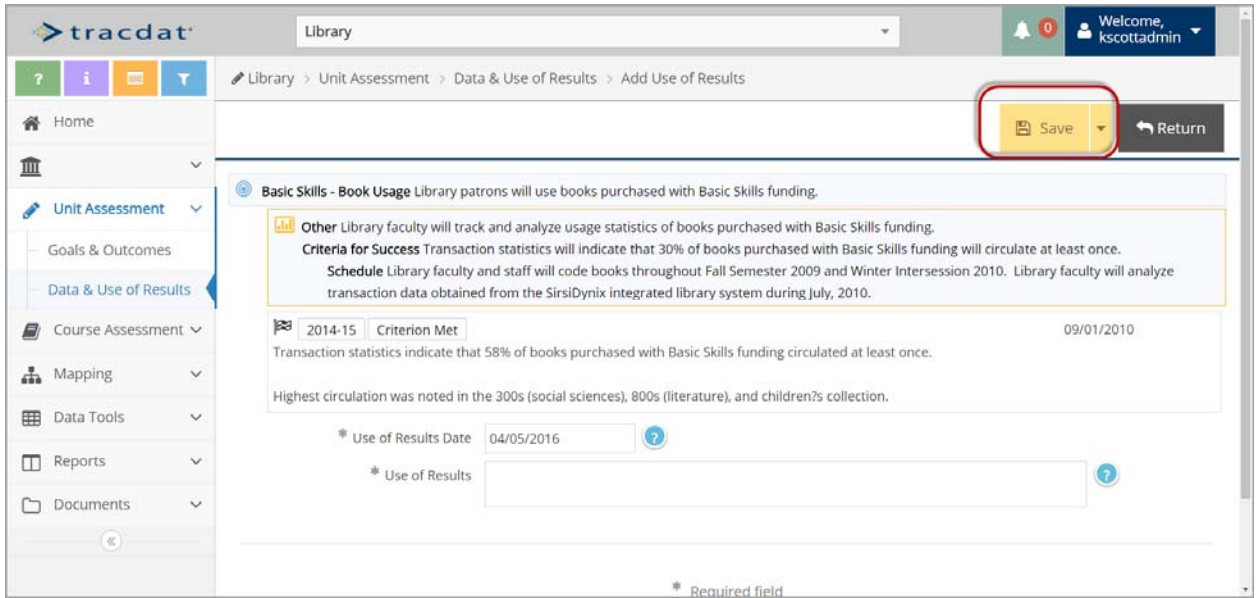 tracdat
Library
0
Welcome,
kscottadmin
?
i
Library > Unit Assessment > Data & Use of Results > Add Use of Results
Home
Save
Return
Unit Assessment
Goals & Outcomes
Data & Use of Results
Course Assessment
Mapping
Data Tools
Reports
Documents
Basic Skills - Book Usage Library patrons will use books purchased with Basic Skills funding.
Other Library faculty will track and analyze usage statistics of books purchased with Basic Skills funding.
Criteria for Success Transaction statistics will indicate that 30% of books purchased with Basic Skills funding will circulate at least once.
Schedule Library faculty and staff will code books throughout Fall Semester 2009 and Winter Intersession 2010. Library faculty will analyze
transaction data obtained from the SirsiDynix integrated library system during July, 2010.
2014-15 Criterion Met 09/01/2010
Transaction statistics indicate that 58% of books purchased with Basic Skills funding circulated at least once.
Highest circulation was noted in the 300s (social sciences), 800s (literature), and children?s collection.
* Use of Results Date 04/05/2016 ?
* Use of Results ?
* Required field